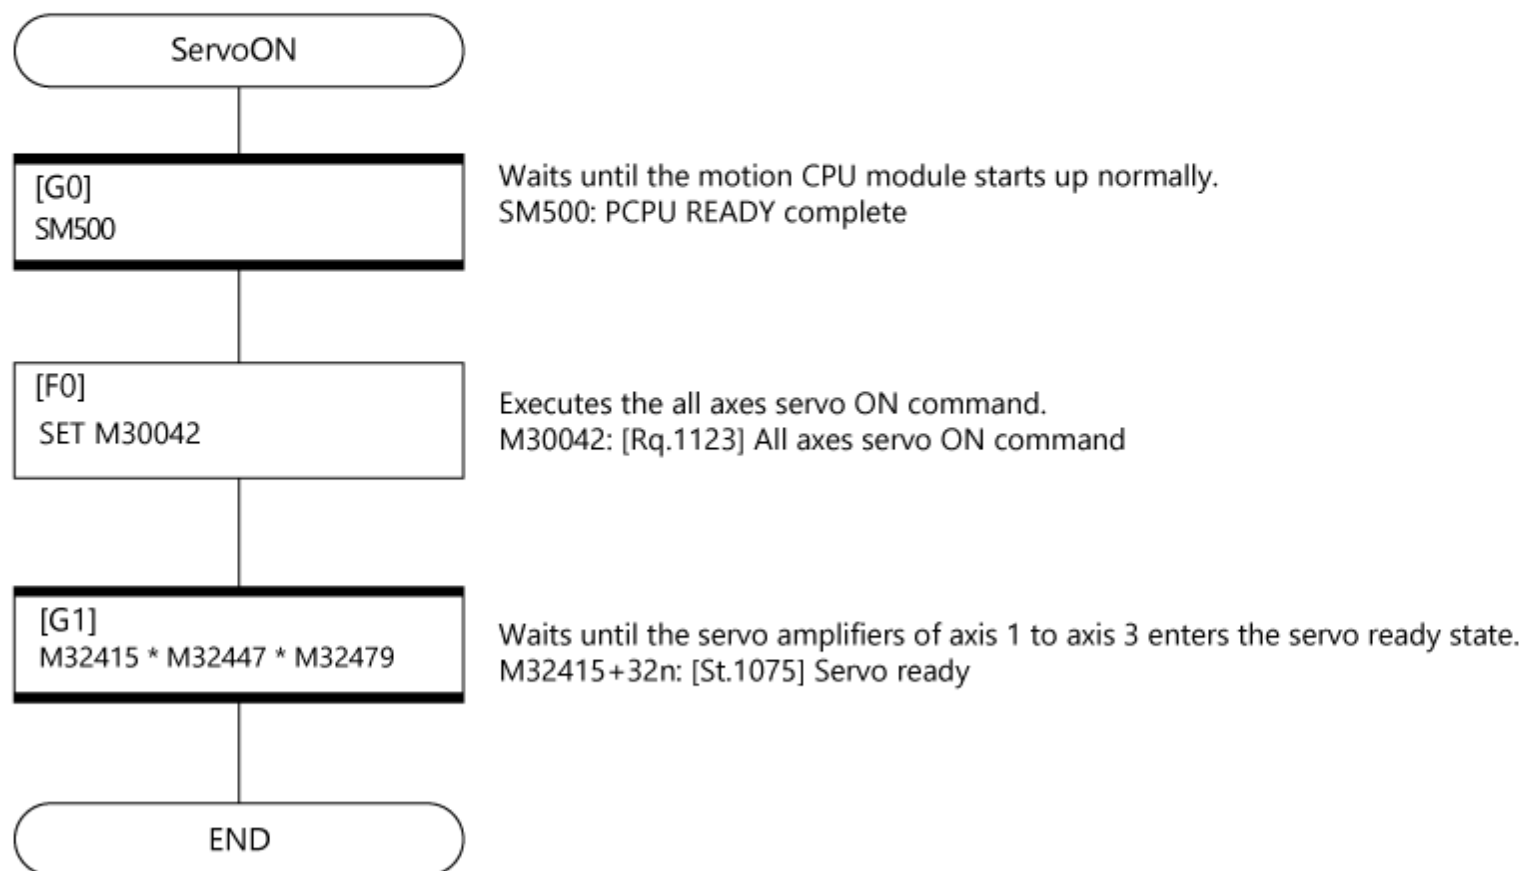 ServoON
[G0]
SM500
Waits until the motion CPU module starts up normally.
SM500: PCPU READY complete
[F0]
SET M30042
Executes the all axes servo ON command.
M30042: [Rq.1123] All axes servo ON command
[G1]
M32415 * M32447 * M32479
Waits until the servo amplifiers of axis 1 to axis 3 enters the servo ready state.
M32415+32n: [St.1075] Servo ready
END